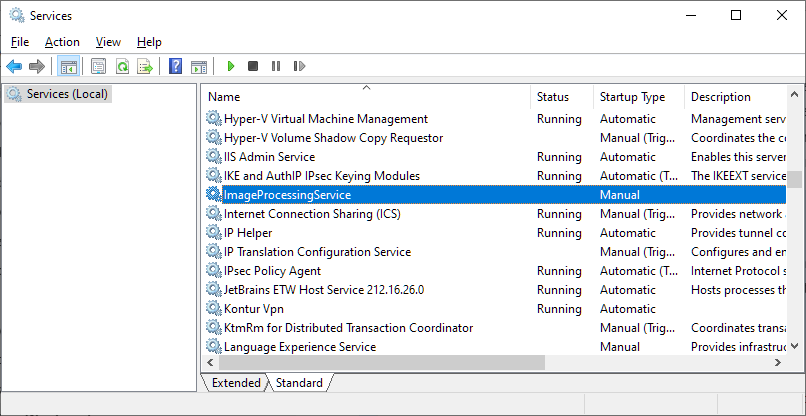 Services
File Action View Help
Services (Local)
Name Status Startup Type Description
Hyper-V Virtual Machine Management Running Automatic Management serv
Hyper-V Volume Shadow Copy Requestor Manual (Trig... Coordinates the co
IIS Admin Service Running Automatic Enables this server
IKE and AuthIP IPsec Keying Modules Running Automatic (T... The IKEEXT service
ImageProcessingService Manual
Internet Connection Sharing (ICS) Running Manual (Trig... Provides network a
IP Helper Running Automatic Provides tunnel co
IP Translation Configuration Service Manual (Trig... Configures and en
IPsec Policy Agent Running Automatic (T... Internet Protocol s
JetBrains ETW Host Service 212.16.26.0 Running Automatic Hosts processes th
Kontur Vpn Running Automatic
KtmRm for Distributed Transaction Coordinator Manual (Trig... Coordinates transa
Language Experience Service Manual Provides infrastruc
Extended Standard